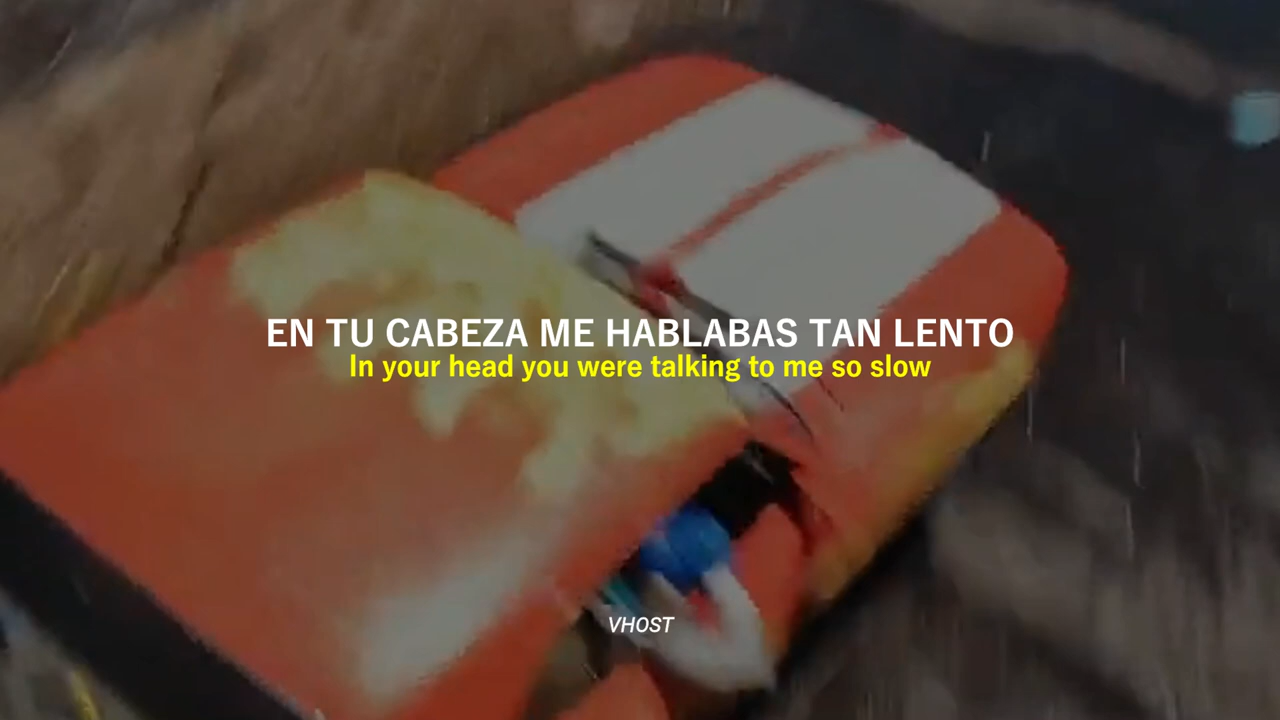 EN TU CABEZA ME HABLABAS TAN LENTO
In your head you were talking to me so slow
VHOST